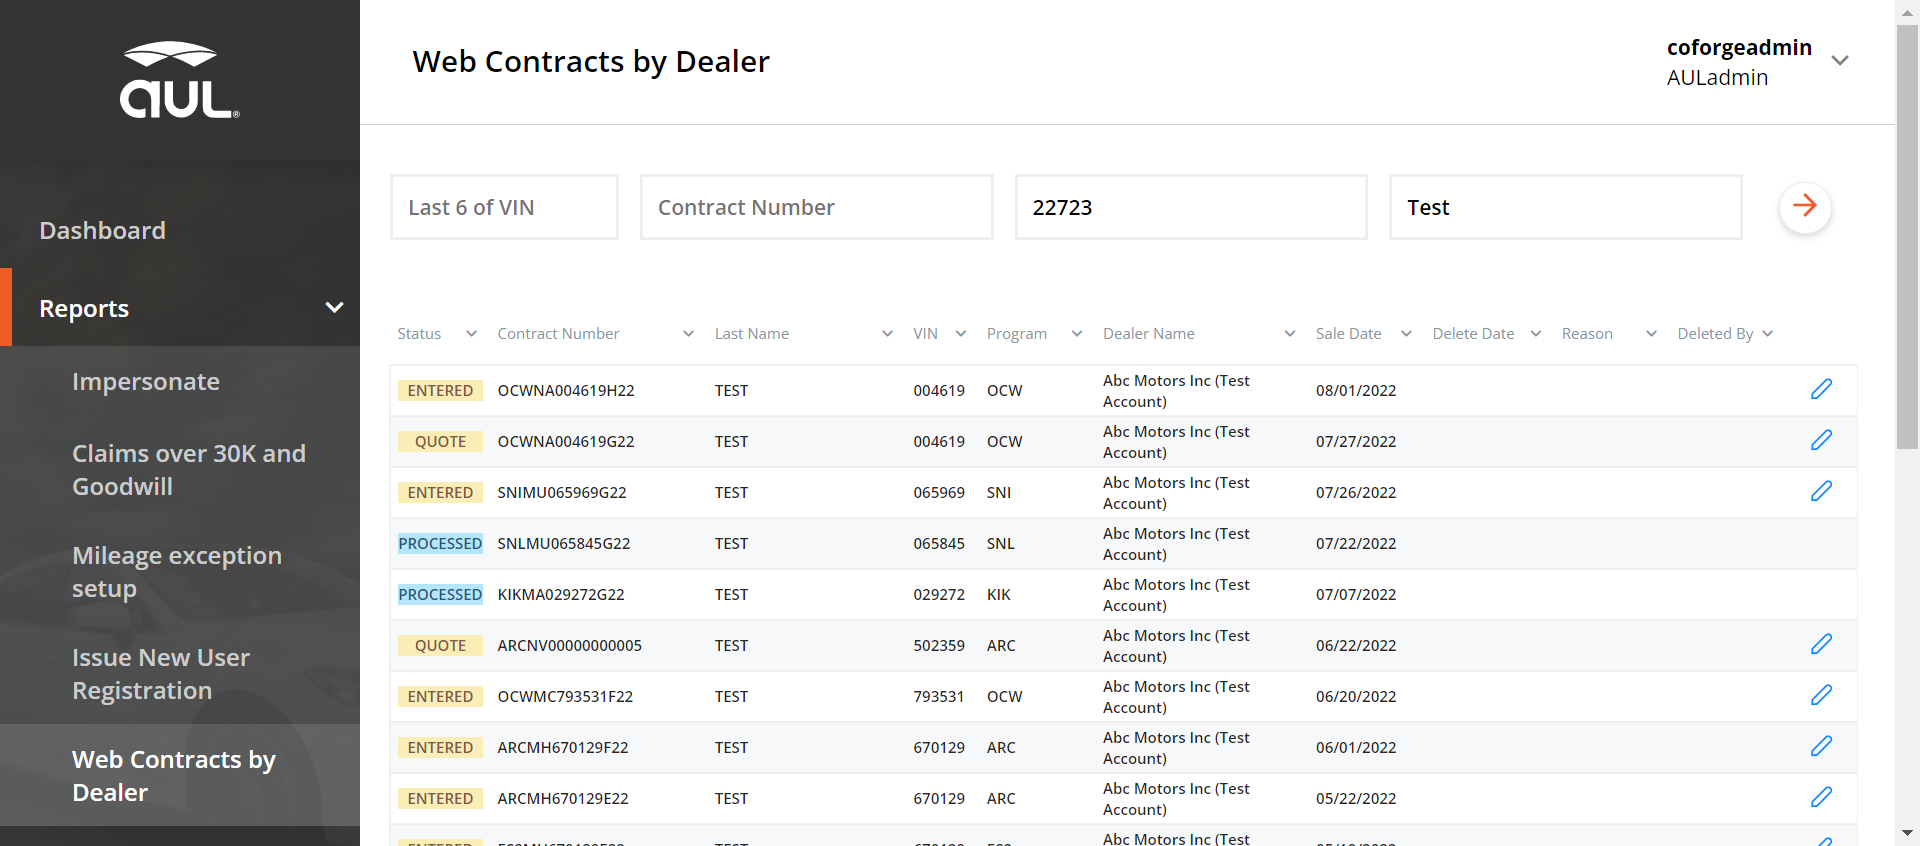 aUL®
Web Contracts by Dealer
coforgeadmin
AULadmin
Dashboard
Reports
Impersonate
Claims over 30K and
Goodwill
Mileage exception
setup
Issue New User
Registration
Web Contracts by
Dealer
Last 6 of VIN Contract Number 22723 Test
Status Contract Number Last Name VIN Program Dealer Name Sale Date Delete Date Reason Deleted By
ENTERED OCWNA004619H22 TEST 004619 OCW Abc Motors Inc (Test
Account) 08/01/2022
QUOTE OCWNA004619G22 TEST 004619 OCW Abc Motors Inc (Test
Account) 07/27/2022
ENTERED SNIMU065969G22 TEST 065969 SNI Abc Motors Inc (Test
Account) 07/26/2022
PROCESSED SNLMU065845G22 TEST 065845 SNL Abc Motors Inc (Test
Account) 07/22/2022
PROCESSED KIKMA029272G22 TEST 029272 KIK Abc Motors Inc (Test
Account) 07/07/2022
QUOTE ARCNV00000000005 TEST 502359 ARC Abc Motors Inc (Test
Account) 06/22/2022
ENTERED OCWMC793531F22 TEST 793531 OCW Abc Motors Inc (Test
Account) 06/20/2022
ENTERED ARCMH670129F22 TEST 670129 ARC Abc Motors Inc (Test
Account) 06/01/2022
ENTERED ARCMH670129E22 TEST 670129 ARC Abc Motors Inc (Test
Account) 05/22/2022
Abc Motors Inc (Test